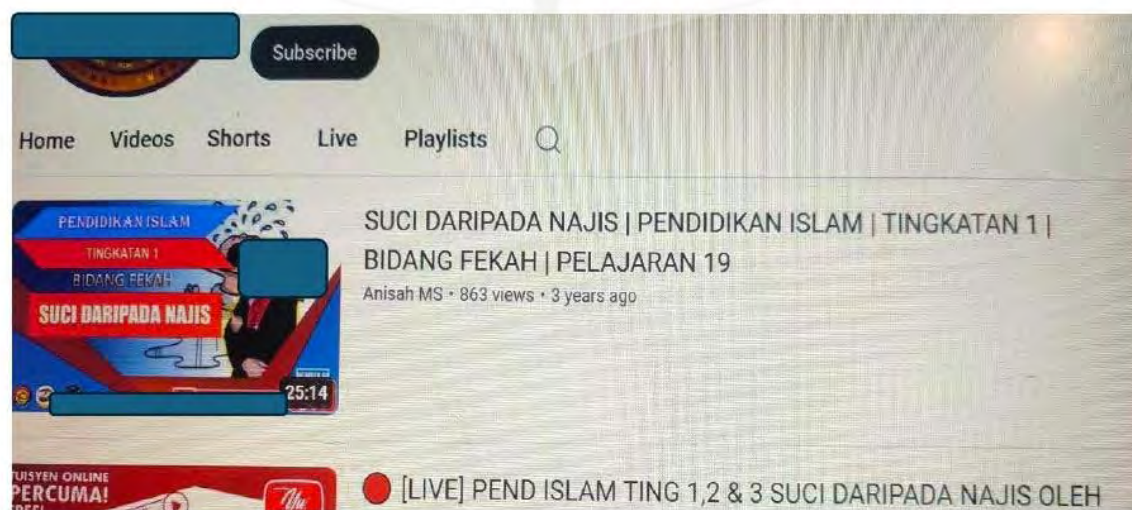 Subscribe
Home Videos Shorts Live Playlists
PENDIDIKAN ISLAM
TINGKATAN 1
BIDANG FEKAH
SUCI DARIPADA NAJIS
25:14
SUCI DARIPADA NAJIS | PENDIDIKAN ISLAM | TINGKATAN 1 |
BIDANG FEKAH | PELAJARAN 19
Anisah MS • 863 views • 3 years ago
TUISYEN ONLINE
PERCUMA!
[LIVE] PEND ISLAM TING 1,2 & 3 SUCI DARIPADA NAJIS OLEH